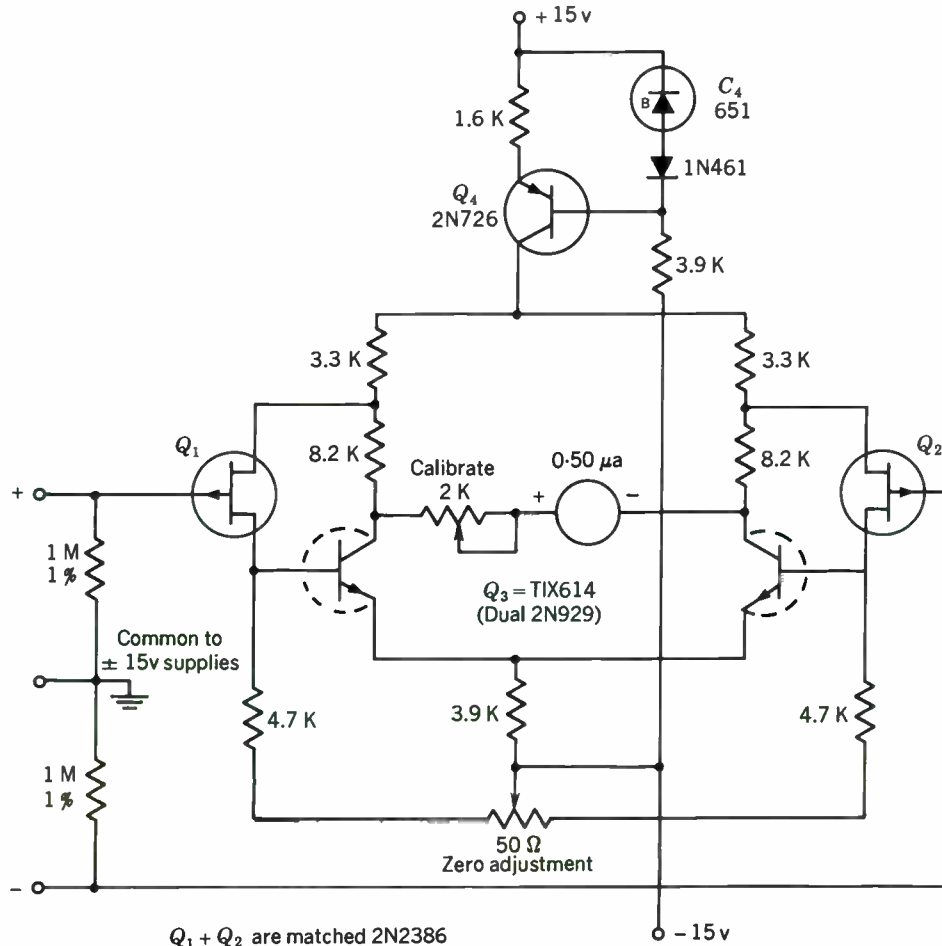 + 15 v
C4
651
B
1.6 K
1N461
Q4
2N726
3.9 K
3.3 K
3.3 K
Q1
8.2 K
8.2 K
Q2
Calibrate
2 K
0·50 μa
+
-
+
1 M
1 %
Q3 = TIX614
(Dual 2N929)
Common to
± 15v supplies
4.7 K
3.9 K
4.7 K
1 M
1 %
50 Ω
Zero adjustment
-
Q1 + Q2 are matched 2N2386
- 15 v